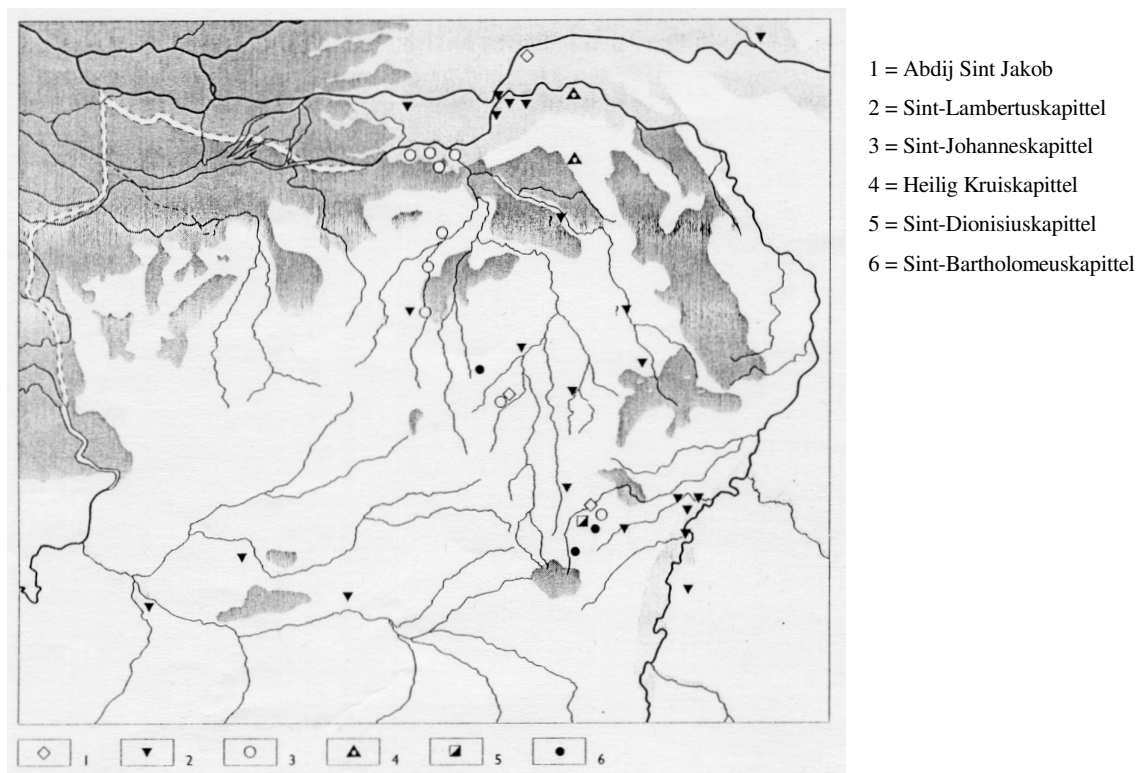 1 = Abdij Sint Jakob
2 = Sint-Lambertuskapittel
3 = Sint-Johanneskapittel
4 = Heilig Kruiskapittel
5 = Sint-Dionisiuskapittel
6 = Sint-Bartholomeuskapittel
1 2 3 4 5 6